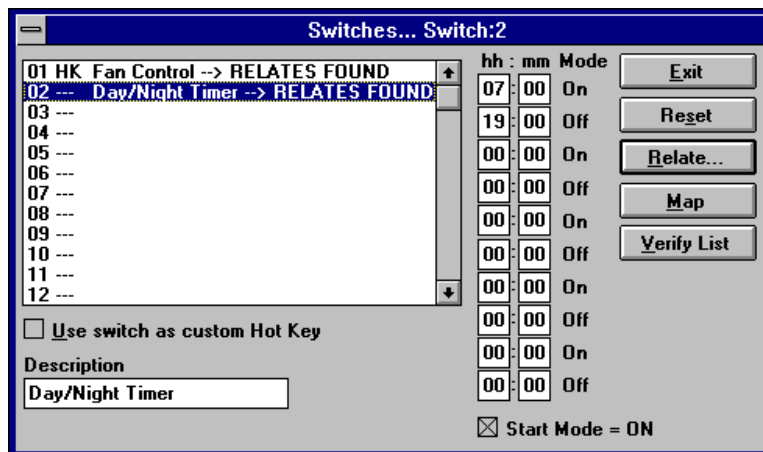 Switches... Switch:2
01 HK Fan Control --> RELATES FOUND
02 --- Day/Night Timer --> RELATES FOUND
03 ---
04 ---
05 ---
06 ---
07 ---
08 ---
09 ---
10 ---
11 ---
12 ---
Use switch as custom Hot Key
Description
Day/Night Timer
hh : mm Mode
07 : 00 On
19 : 00 Off
00 : 00 On
00 : 00 Off
00 : 00 On
00 : 00 Off
00 : 00 On
00 : 00 Off
00 : 00 On
00 : 00 Off
Start Mode = ON
Exit
Reset
Relate...
Map
Verify List